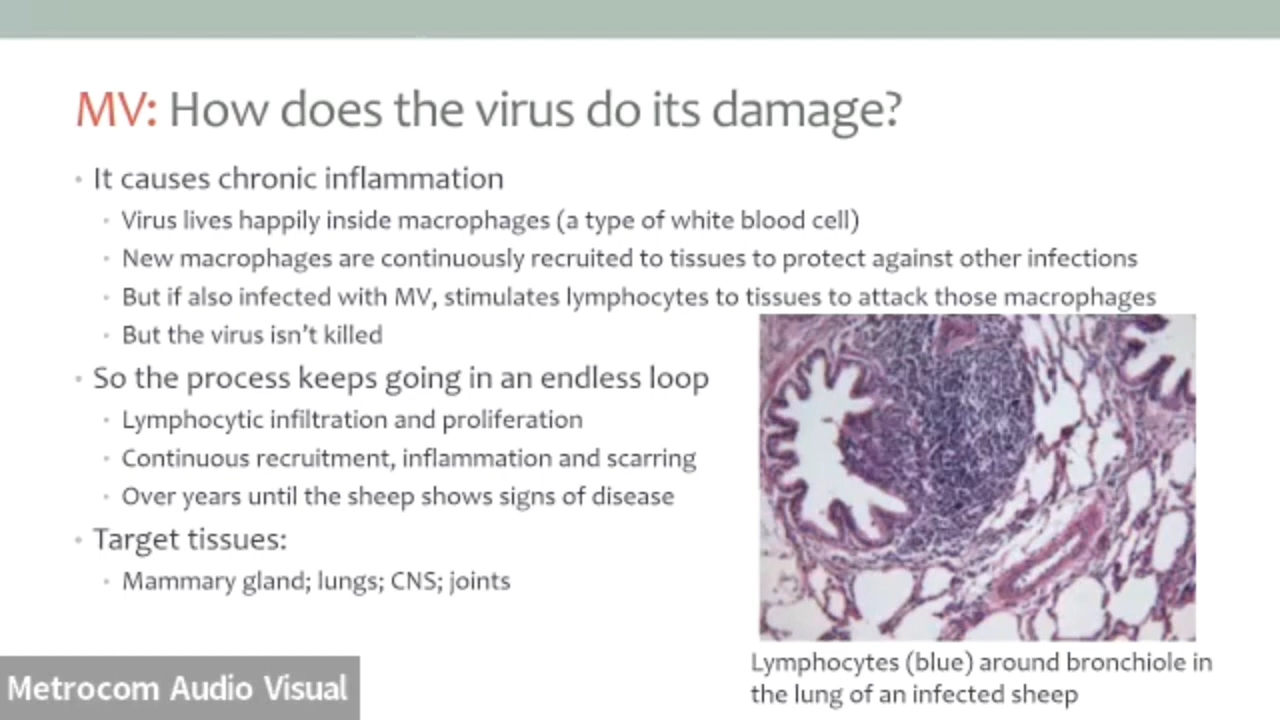 MV: How does the virus do its damage?
• It causes chronic inflammation
• Virus lives happily inside macrophages (a type of white blood cell)
• New macrophages are continuously recruited to tissues to protect against other infections
• But if also infected with MV, stimulates lymphocytes to tissues to attack those macrophages
• But the virus isn't killed
• So the process keeps going in an endless loop
• Lymphocytic infiltration and proliferation
• Continuous recruitment, inflammation and scarring
• Over years until the sheep shows signs of disease
• Target tissues:
• Mammary gland; lungs; CNS; joints
Lymphocytes (blue) around bronchiole in
the lung of an infected sheep
Metrocom Audio Visual